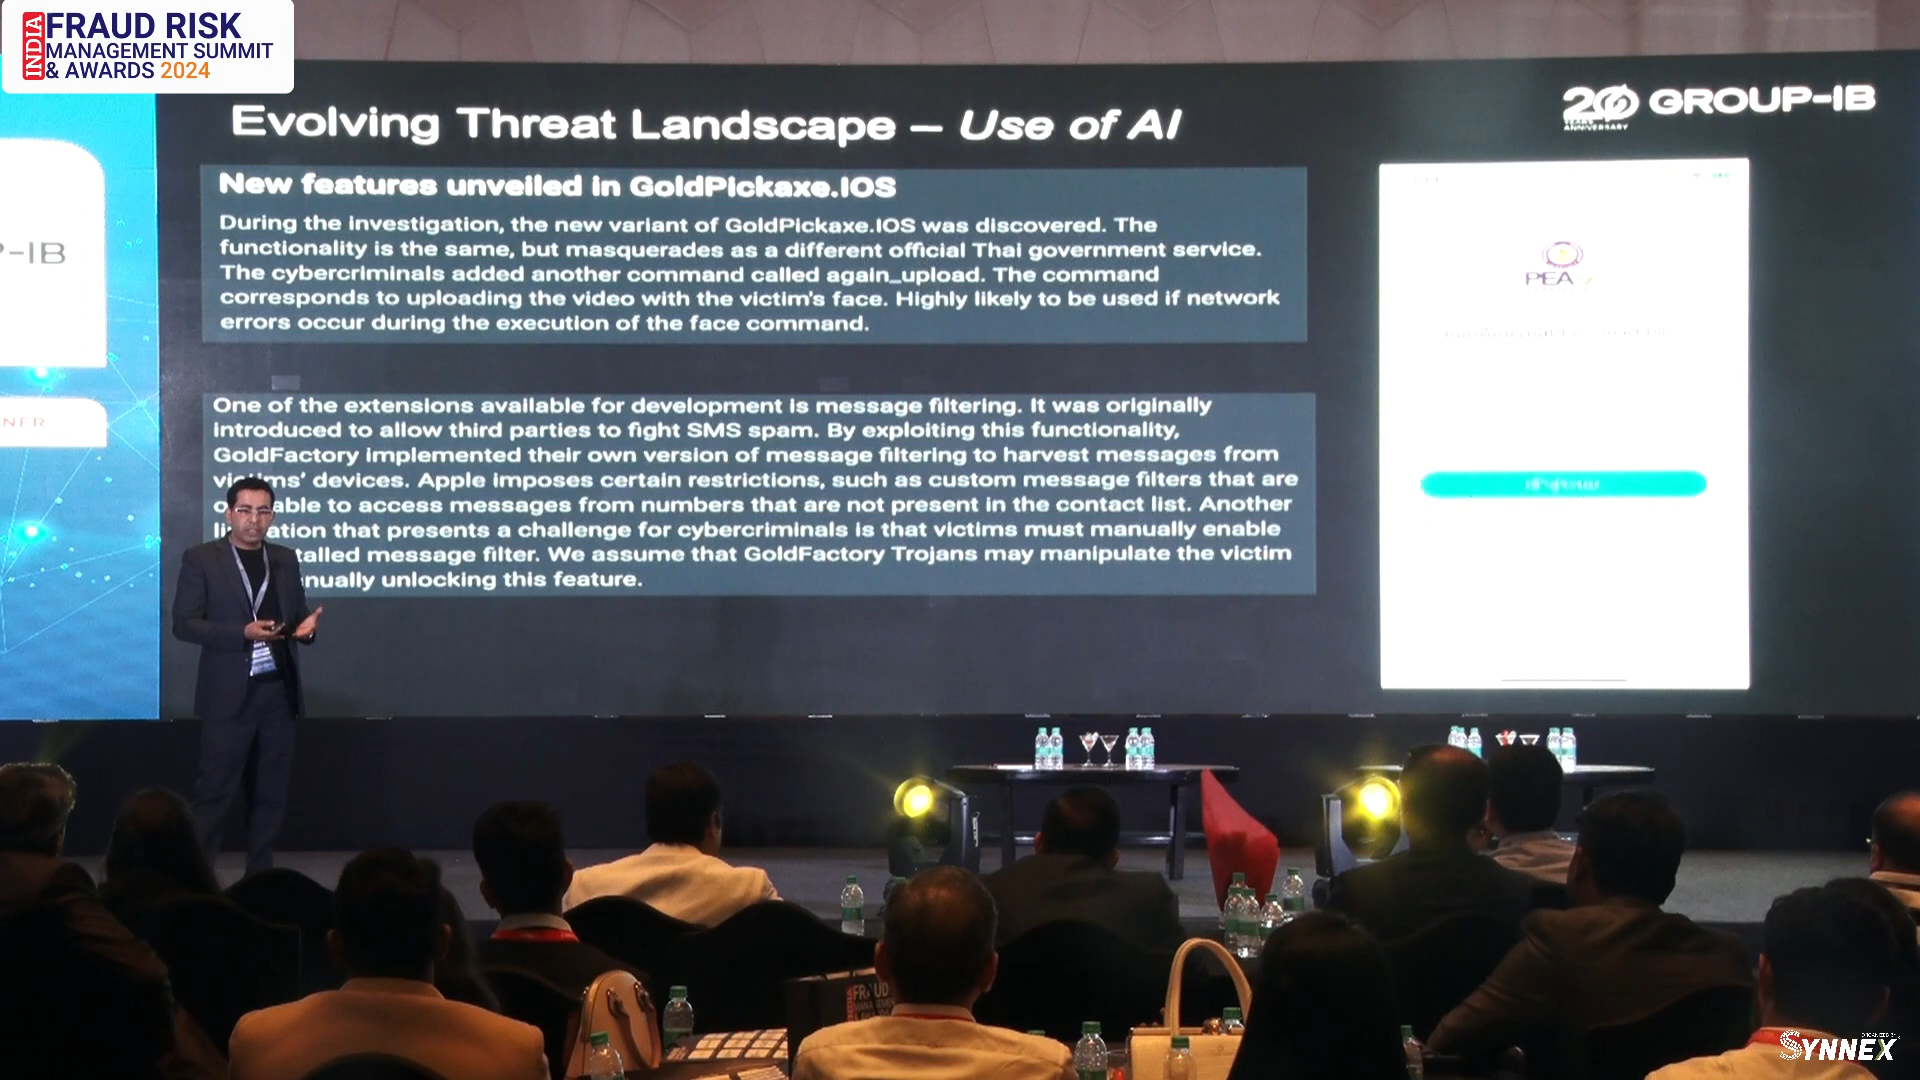 INDIA
FRAUD RISK
MANAGEMENT SUMMIT
& AWARDS 2024
Evolving Threat Landscape – Use of AI
20 GROUP-IB
YEARS
ANNIVERSARY
New features unveiled in GoldPickaxe.IOS
During the investigation, the new variant of GoldPickaxe.IOS was discovered. The
functionality is the same, but masquerades as a different official Thai government service.
The cybercriminals added another command called again_upload. The command
corresponds to uploading the video with the victim's face. Highly likely to be used if network
errors occur during the execution of the face command.
One of the extensions available for development is message filtering. It was originally
introduced to allow third parties to fight SMS spam. By exploiting this functionality,
GoldFactory implemented their own version of message filtering to harvest messages from
devices. Apple imposes certain restrictions, such as custom message filters that are
able to access messages from numbers that are not present in the contact list. Another
that presents a challenge for cybercriminals is that victims must manually enable
message filter. We assume that GoldFactory Trojans may manipulate the victim
unlocking this feature.
PEA
P-IB
NER
FRAUD
ORGANIZED BY
SYNNEX